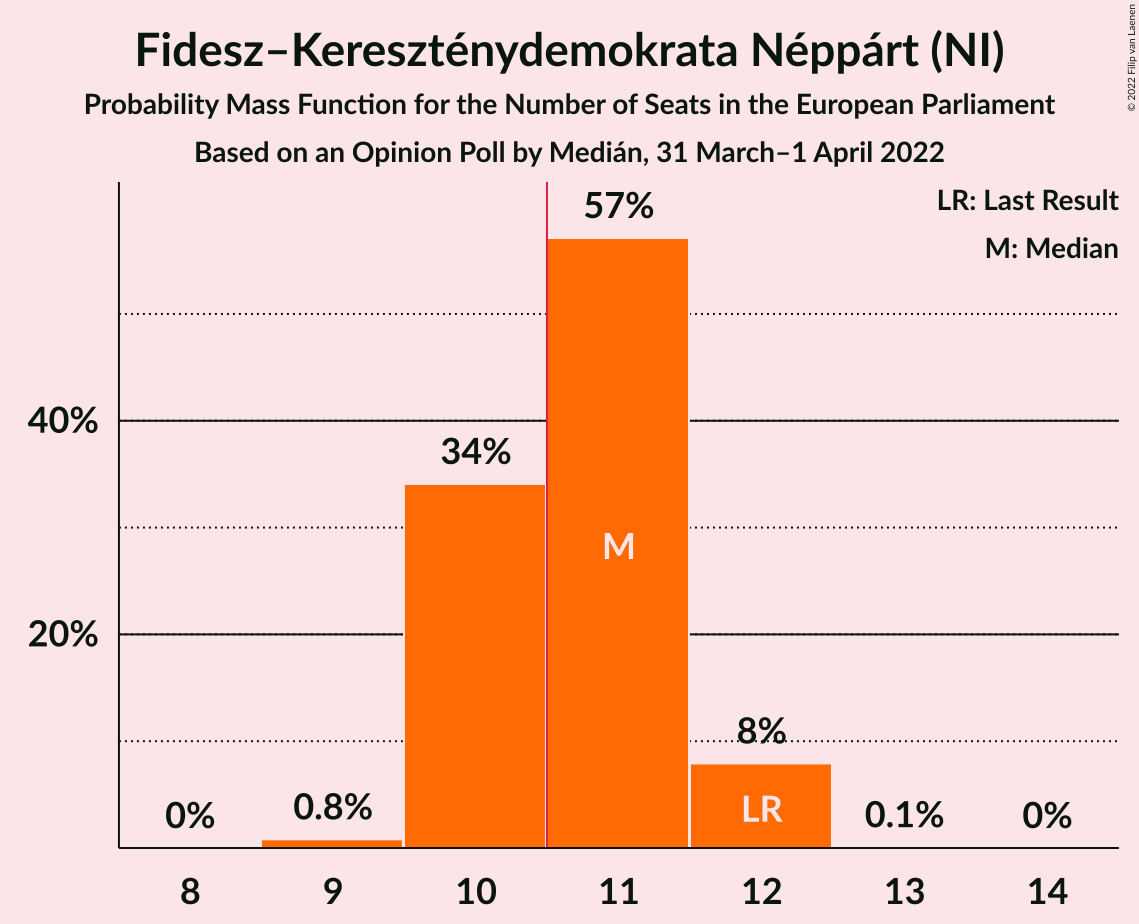 Fidesz–Kereszténydemokrata Néppárt (NI)
Probability Mass Function for the Number of Seats in the European Parliament
Based on an Opinion Poll by Medián, 31 March–1 April 2022
© 2022 Filip van Laenen
LR: Last Result
M: Median
57%
40%
34%
M
20%
8%
LR
0%
0.8%
0.1%
0%
8 9 10 11 12 13 14